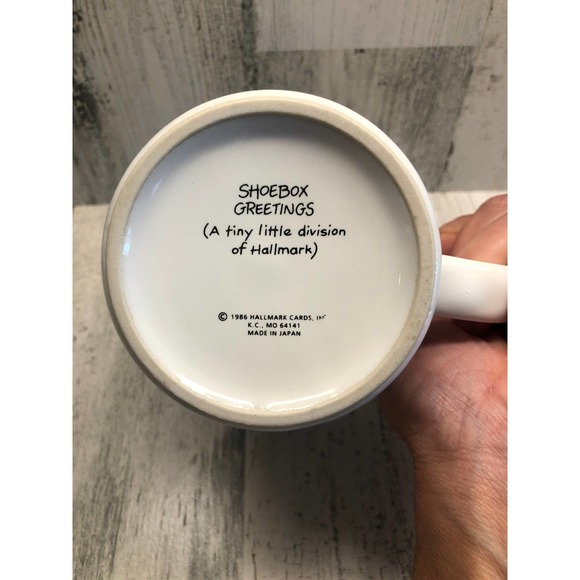 SHOEBOX
GREETINGS
(A tiny little division
of Hallmark)
© 1986 HALLMARK CARDS, INC
K.C., MO 64141
MADE IN JAPAN